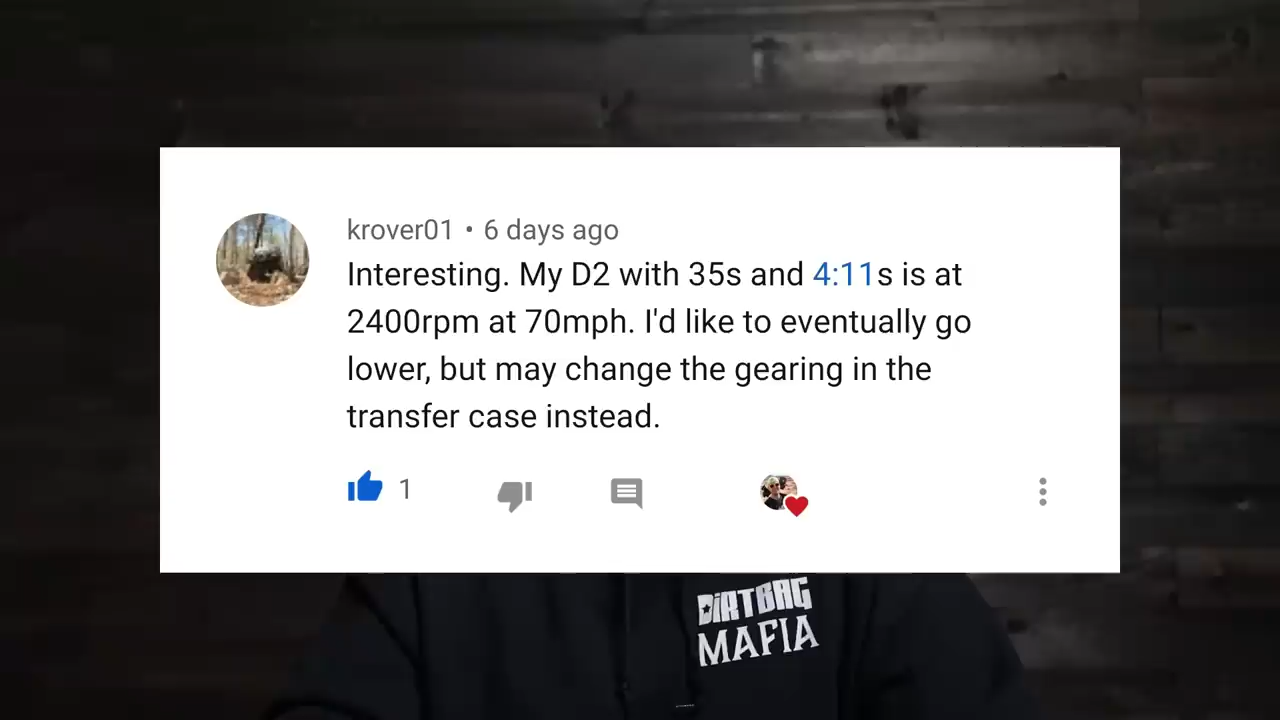 krover01 • 6 days ago
Interesting. My D2 with 35s and 4:11s is at
2400rpm at 70mph. I'd like to eventually go
lower, but may change the gearing in the
transfer case instead.
1
DiRTBAG
MAFIA